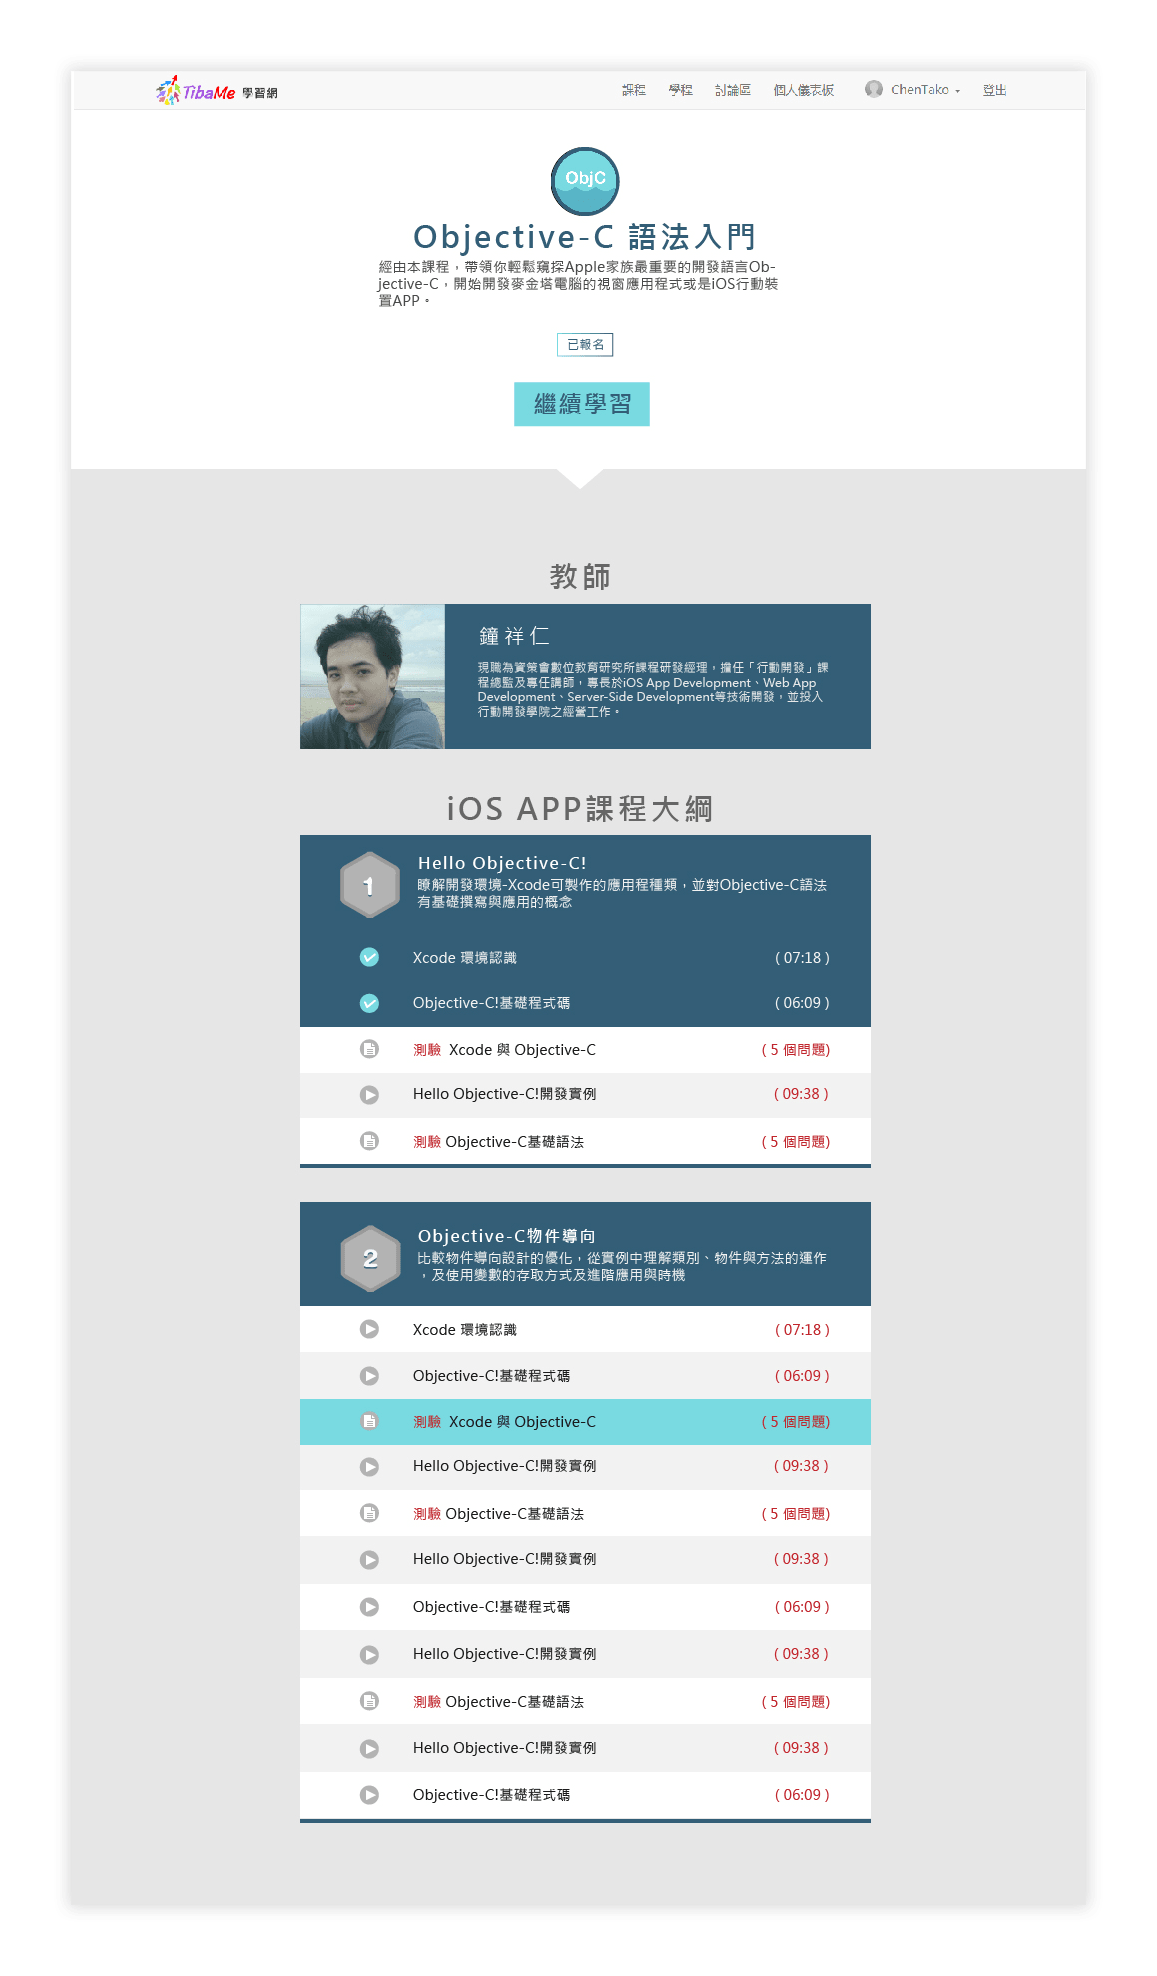 TibaMe 學習網
課程 學程 討論區 個人儀表板 ChenTako 登出
ObjC
Objective-C 語法入門
經由本課程，帶領你輕鬆窺探Apple家族最重要的開發語言Ob-
jective-C，開始開發麥金塔電腦的視窗應用程式或是iOS行動裝
置APP。
已報名
繼續學習
教師
鐘祥仁
現職為資策會數位教育研究所課程研發經理，擔任「行動開發」課
程總監及專任講師，專長於iOS App Development、Web App
Development、Server-Side Development等技術開發，並投入
行動開發學院之經營工作。
iOS APP課程大綱
1
Hello Objective-C!
瞭解開發環境-Xcode可製作的應用程種類，並對Objective-C語法
有基礎撰寫與應用的概念
Xcode 環境認識 ( 07:18 )
Objective-C!基礎程式碼 ( 06:09 )
測驗 Xcode 與 Objective-C ( 5 個問題)
Hello Objective-C!開發實例 ( 09:38 )
測驗 Objective-C基礎語法 ( 5 個問題)
2
Objective-C物件導向
比較物件導向設計的優化，從實例中理解類別、物件與方法的運作
，及使用變數的存取方式及進階應用與時機
Xcode 環境認識 ( 07:18 )
Objective-C!基礎程式碼 ( 06:09 )
測驗 Xcode 與 Objective-C ( 5 個問題)
Hello Objective-C!開發實例 ( 09:38 )
測驗 Objective-C基礎語法 ( 5 個問題)
Hello Objective-C!開發實例 ( 09:38 )
Objective-C!基礎程式碼 ( 06:09 )
Hello Objective-C!開發實例 ( 09:38 )
測驗 Objective-C基礎語法 ( 5 個問題)
Hello Objective-C!開發實例 ( 09:38 )
Objective-C!基礎程式碼 ( 06:09 )